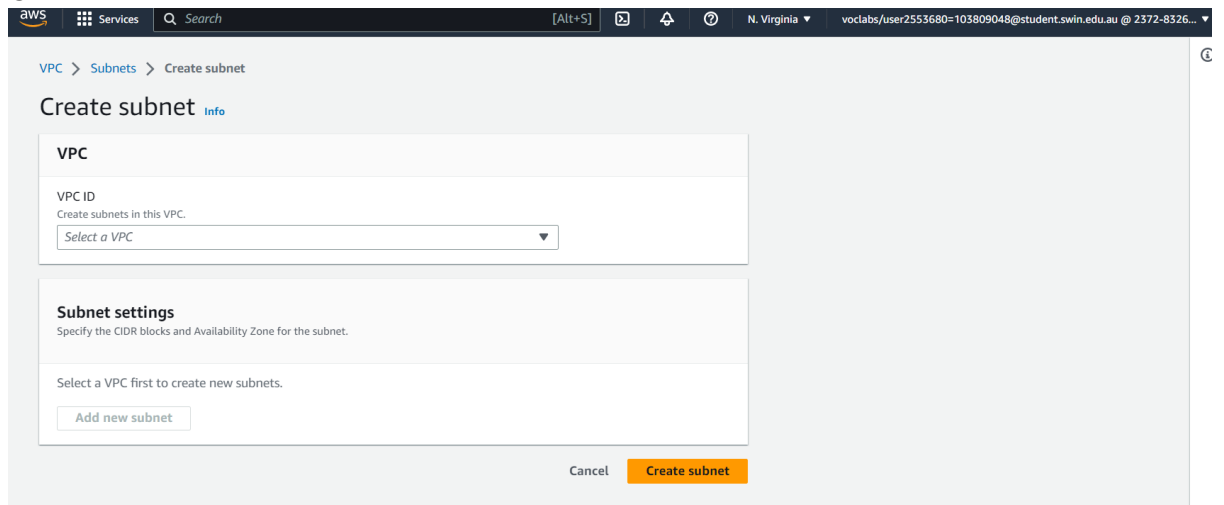 aws Services Search [Alt+S] N. Virginia voclabs/user2553680=103809048@student.swin.edu.au @ 2372-8326...
VPC > Subnets > Create subnet
Create subnet Info
VPC
VPC ID
Create subnets in this VPC.
Select a VPC
Subnet settings
Specify the CIDR blocks and Availability Zone for the subnet.
Select a VPC first to create new subnets.
Add new subnet
Cancel Create subnet